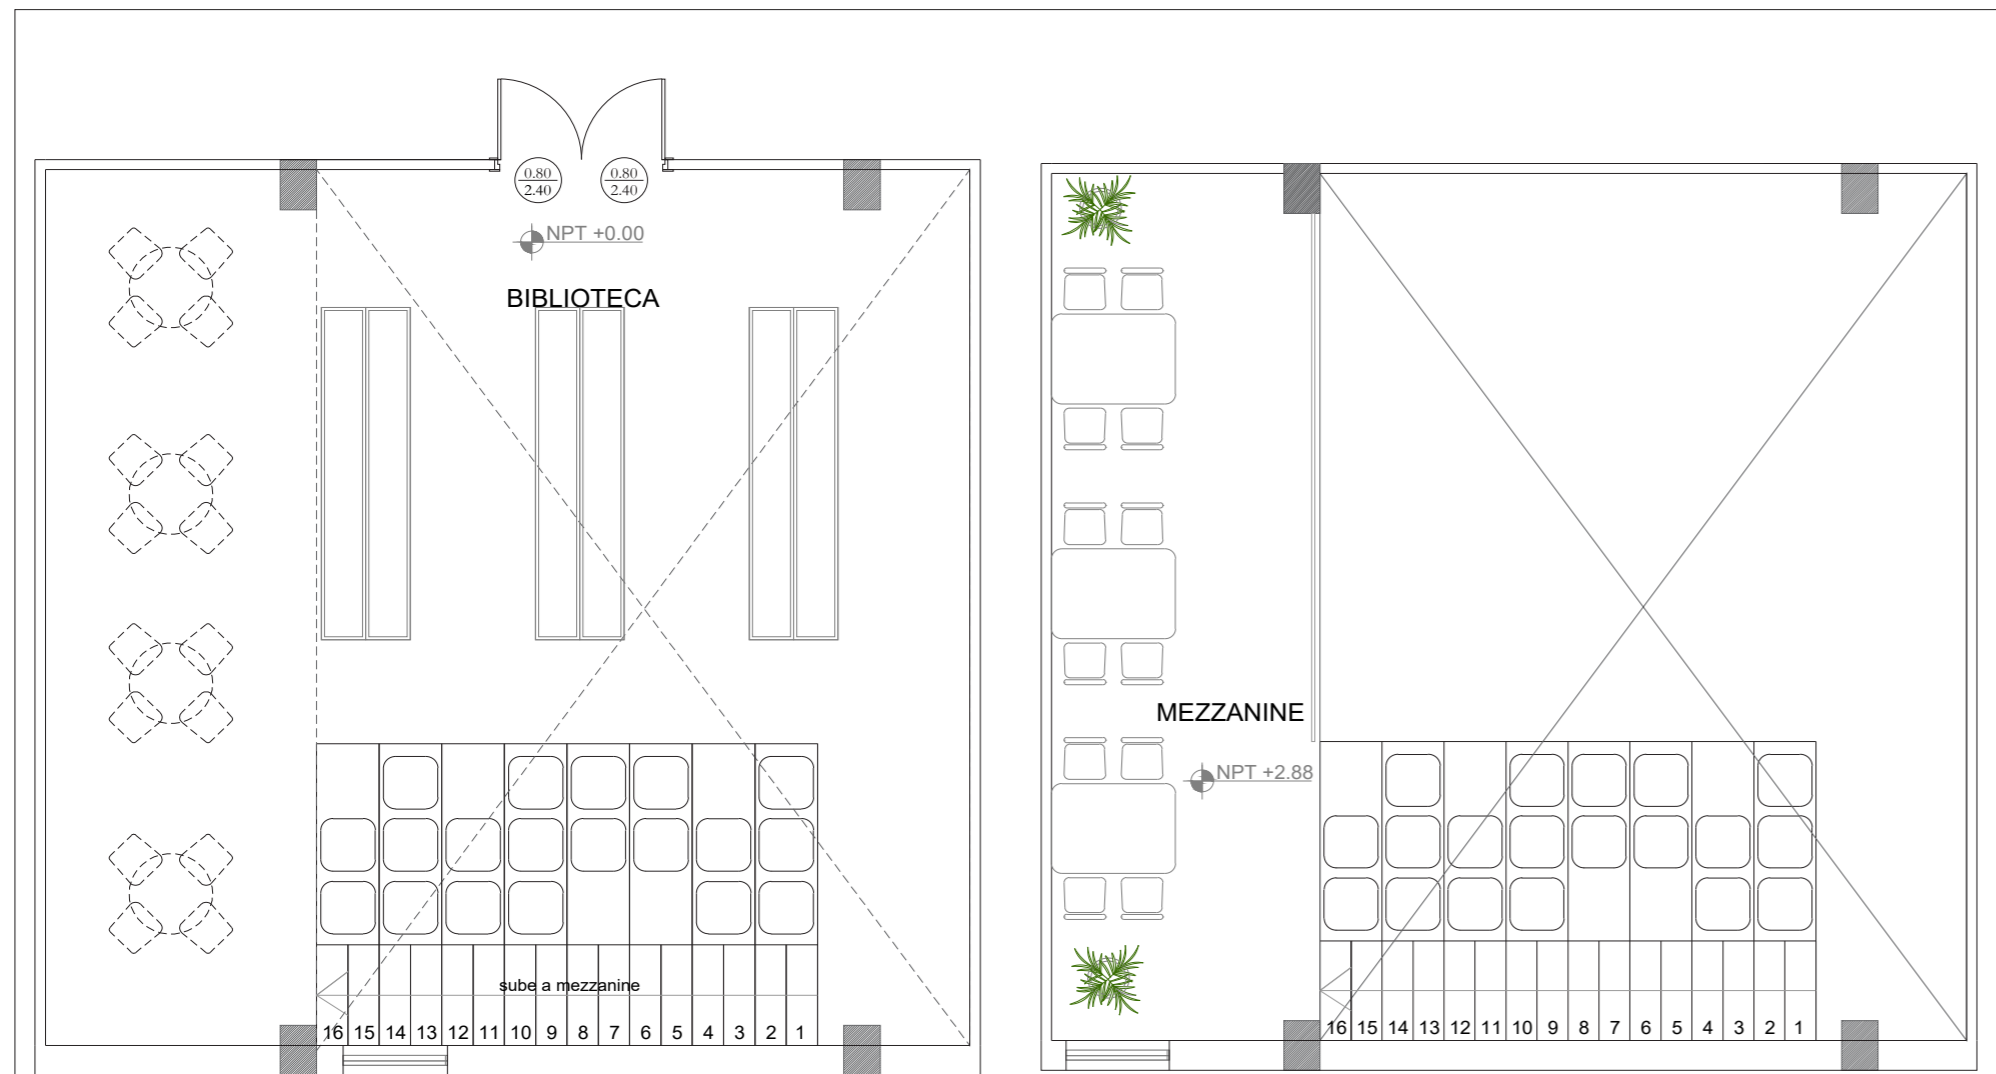 0.80 0.80
2.40 2.40
NPT +0.00
BIBLIOTECA
sube a mezzanine
16 15 14 13 12 11 10 9 8 7 6 5 4 3 2 1
MEZZANINE
NPT +2.88
16 15 14 13 12 11 10 9 8 7 6 5 4 3 2 1